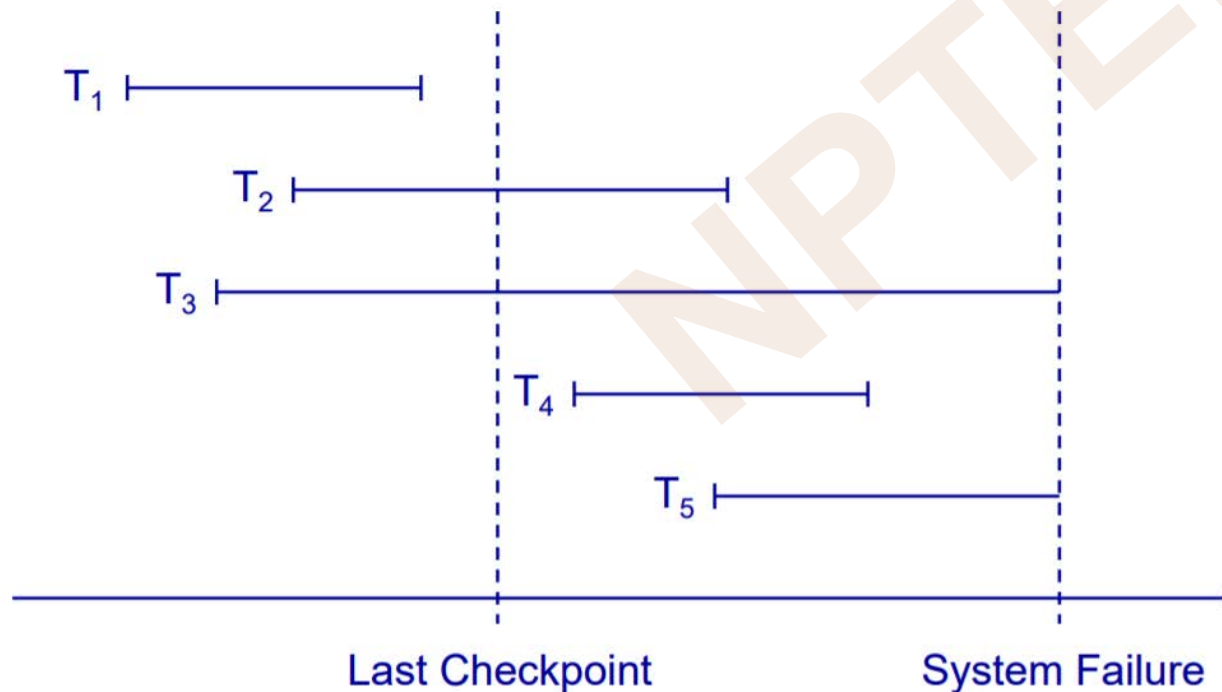 NPTEL
T₁
T₂
T₃
T₄
T₅
Last Checkpoint System Failure